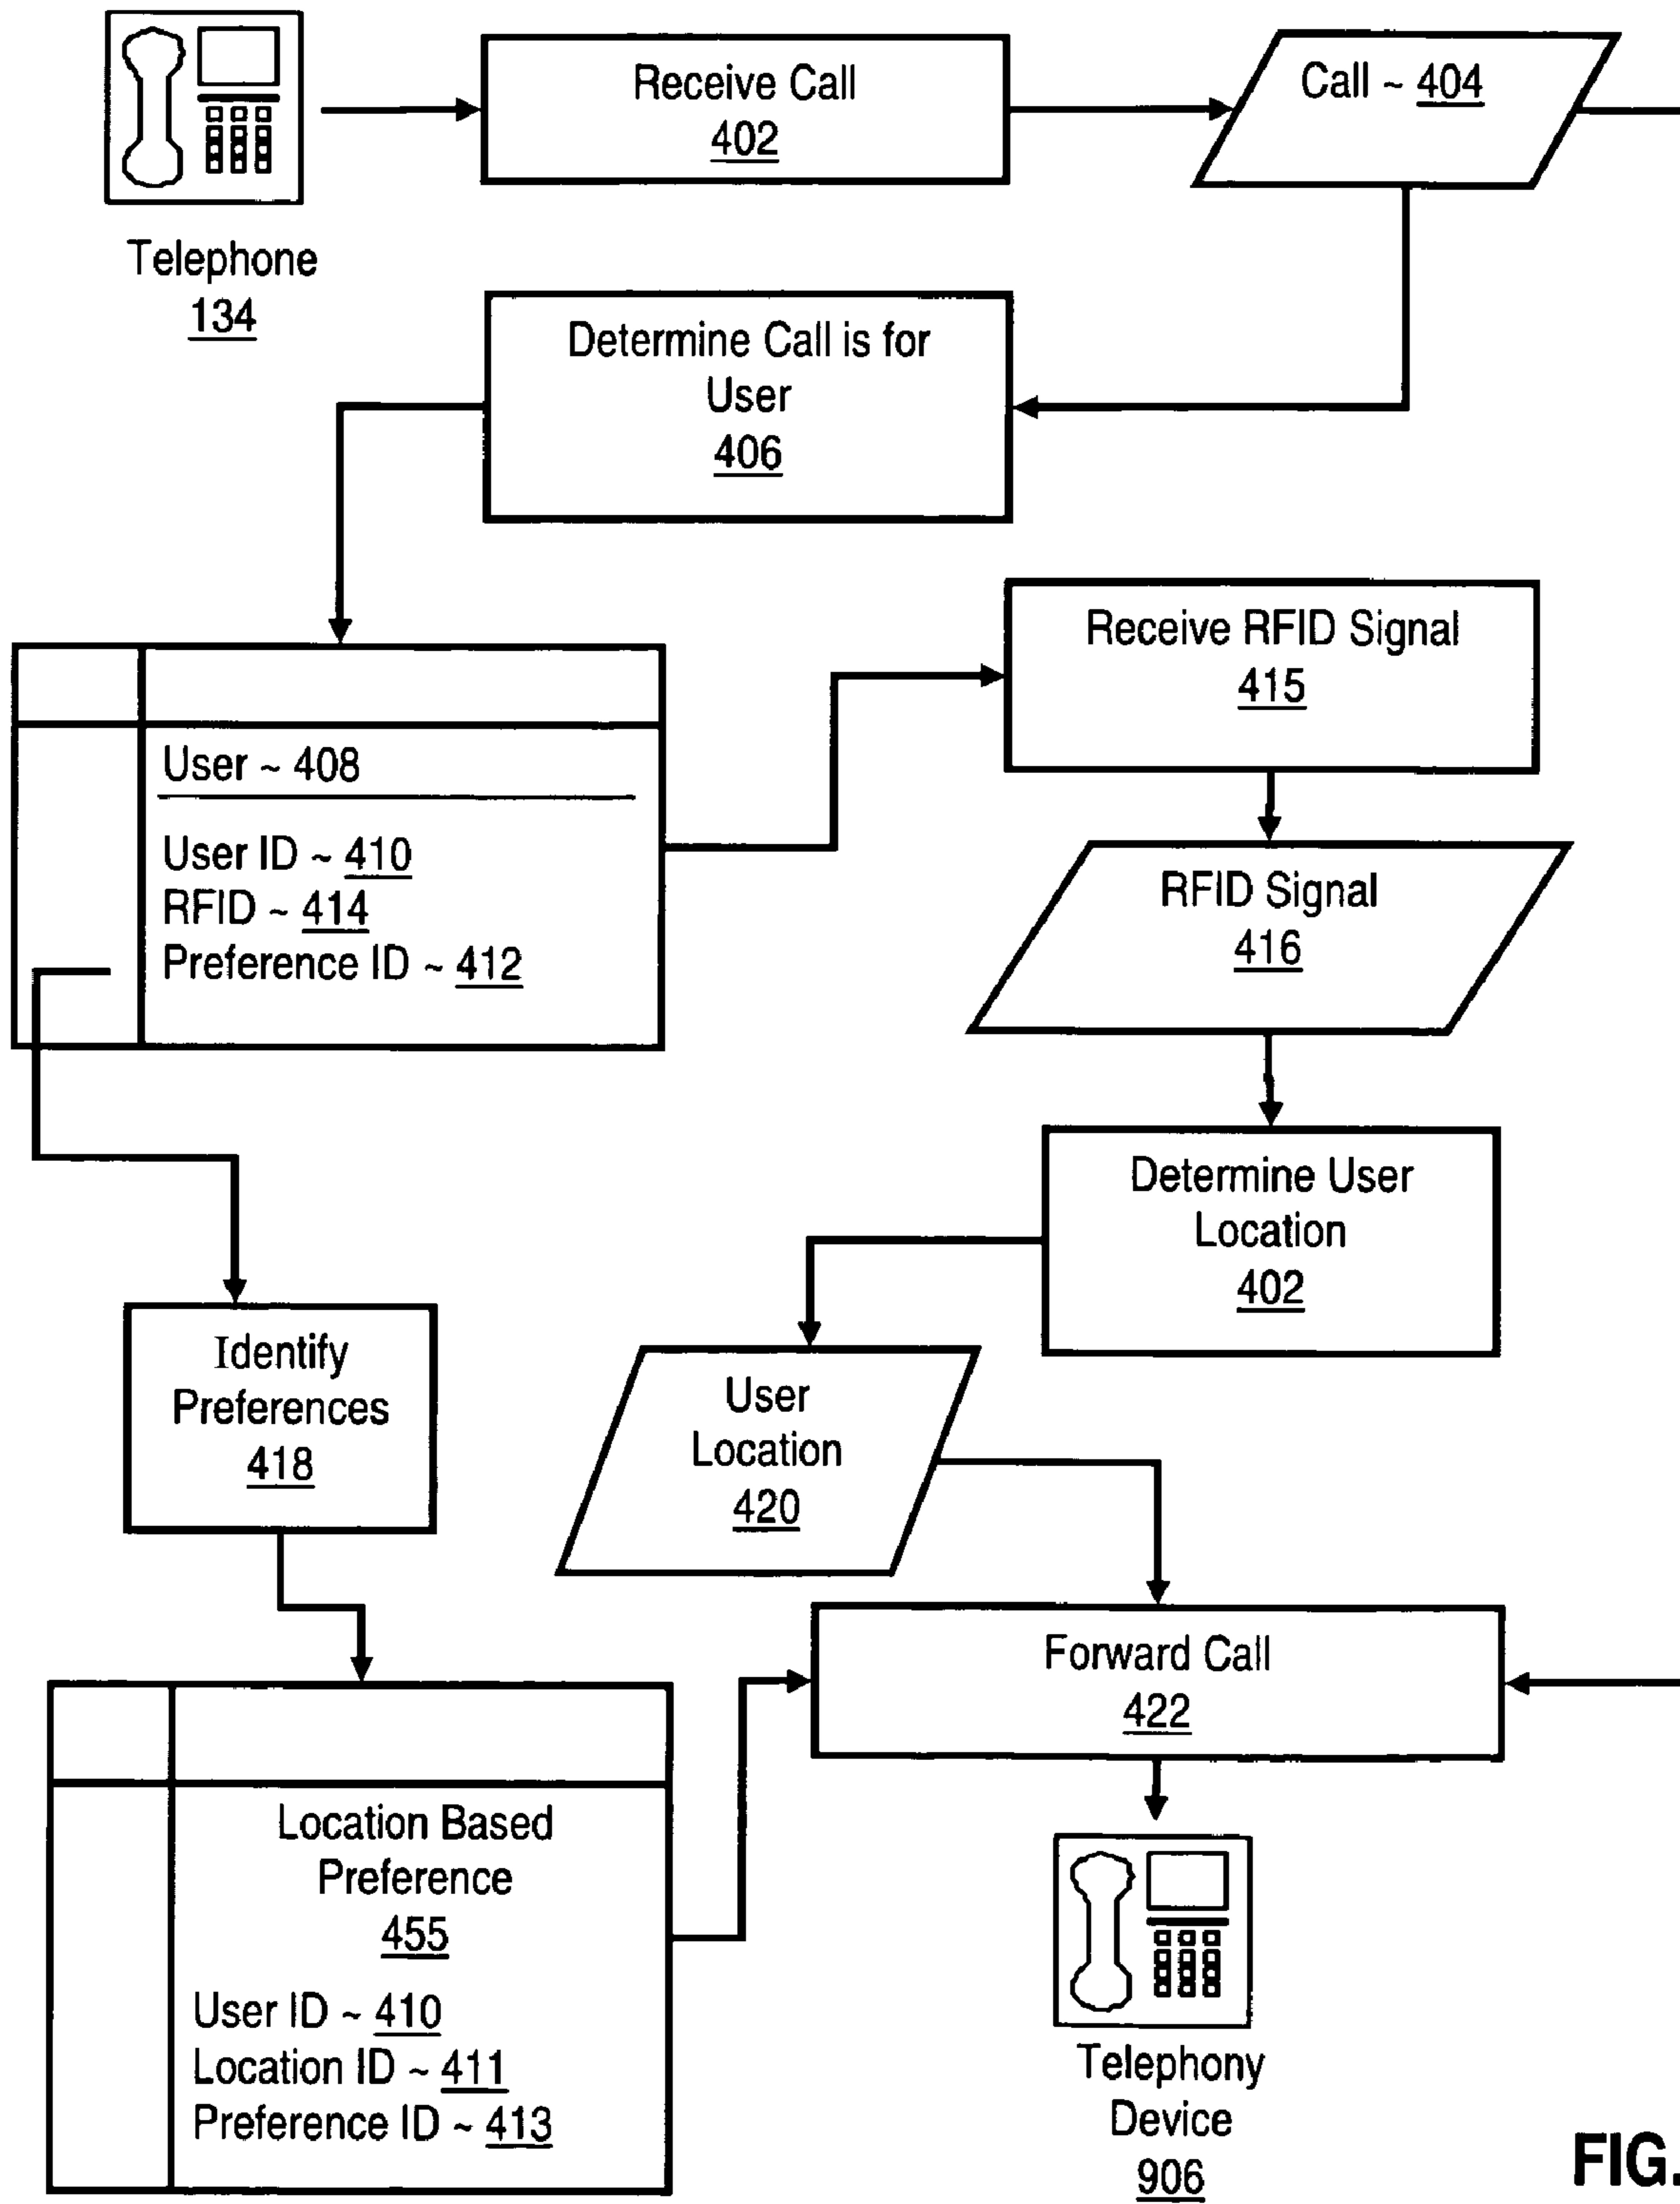 Receive Call
402
Call ~ 404
Telephone
134
Determine Call is for
User
406
Receive RFID Signal
415
User ~ 408
User ID ~ 410
RFID ~ 414
Preference ID ~ 412
RFID Signal
416
Determine User
Location
402
Identify
Preferences
418
User
Location
420
Forward Call
422
Location Based
Preference
455
User ID ~ 410
Location ID ~ 411
Preference ID ~ 413
Telephony
Device
906
FIG.